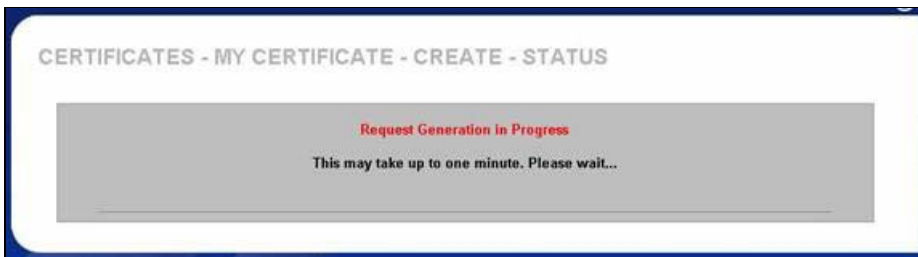 CERTIFICATES - MY CERTIFICATE - CREATE - STATUS
Request Generation in Progress
This may take up to one minute. Please wait...